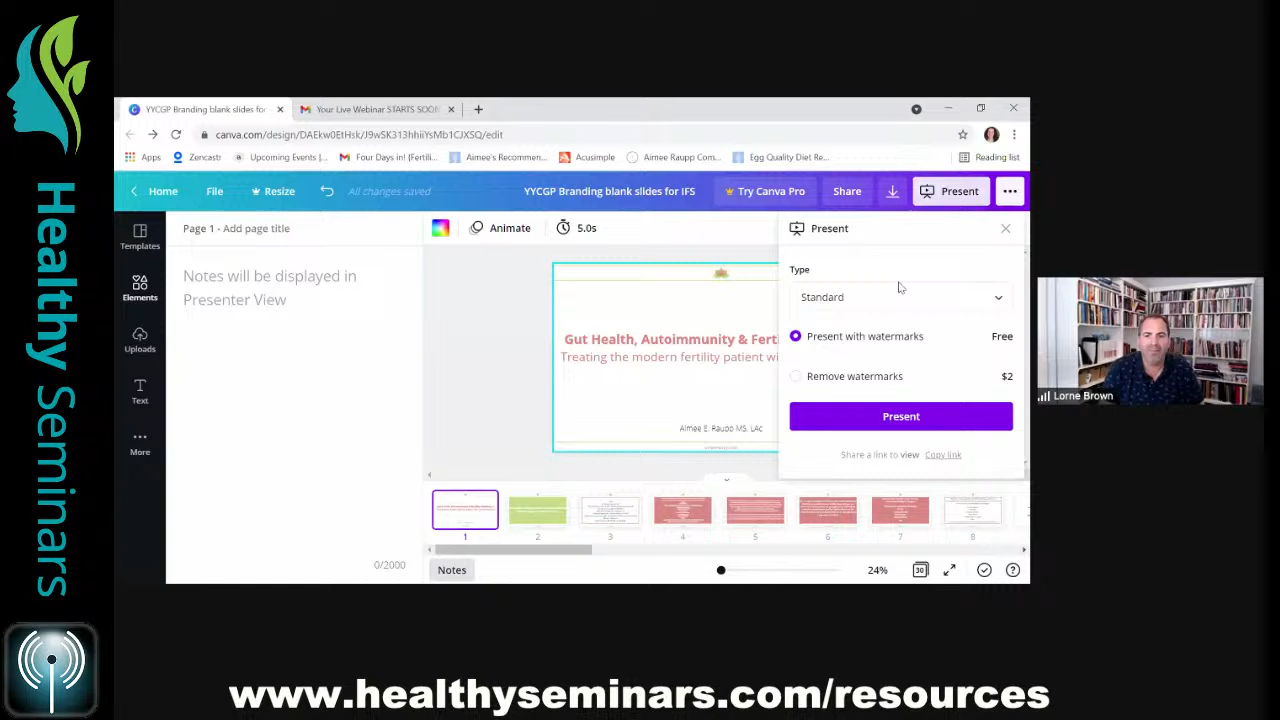 Healthy Seminars
YYCGP Branding blank slides for
Your Live Webinar STARTS SOON
canva.com/design/DAEkw0EtHsk/J9wSK313hhiiYsMb1CJXSQ/edit
Apps
Zencastr
Upcoming Events |...
Four Days in! {Fertili...
Aimee's Recommen...
Acusimple
Aimee Raupp Com...
Egg Quality Diet Re...
Reading list
Home
File
Resize
All changes saved
YYCGP Branding blank slides for IFS
Try Canva Pro
Share
Present
Templates
Elements
Uploads
Text
More
Page 1 - Add page title
Notes will be displayed in
Presenter View
0/2000
Animate
5.0s
Gut Health, Autoimmunity & Ferti
Treating the modern fertility patient wi
Aimee E. Raupp MS, LAc
Present
Type
Standard
Present with watermarks Free
Remove watermarks $2
Present
Share a link to view Copy link
1 2 3 4 5 6 7 8
Notes
24%
30
Lorne Brown
www.healthyseminars.com/resources